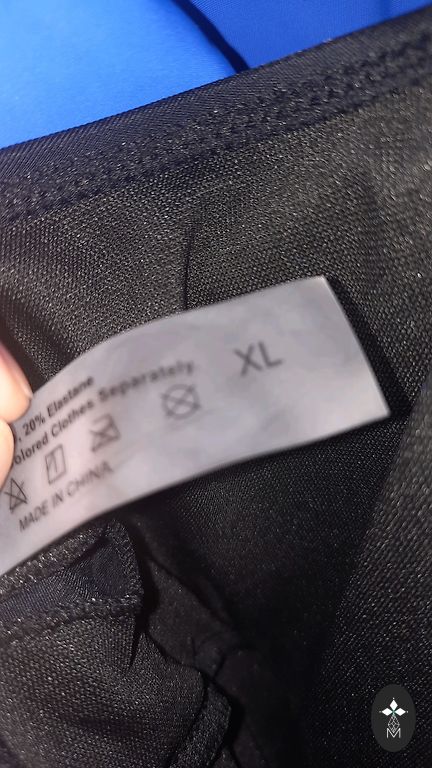 XL
20% Elastane
olored Clothes Separately
MADE IN CHINA
M